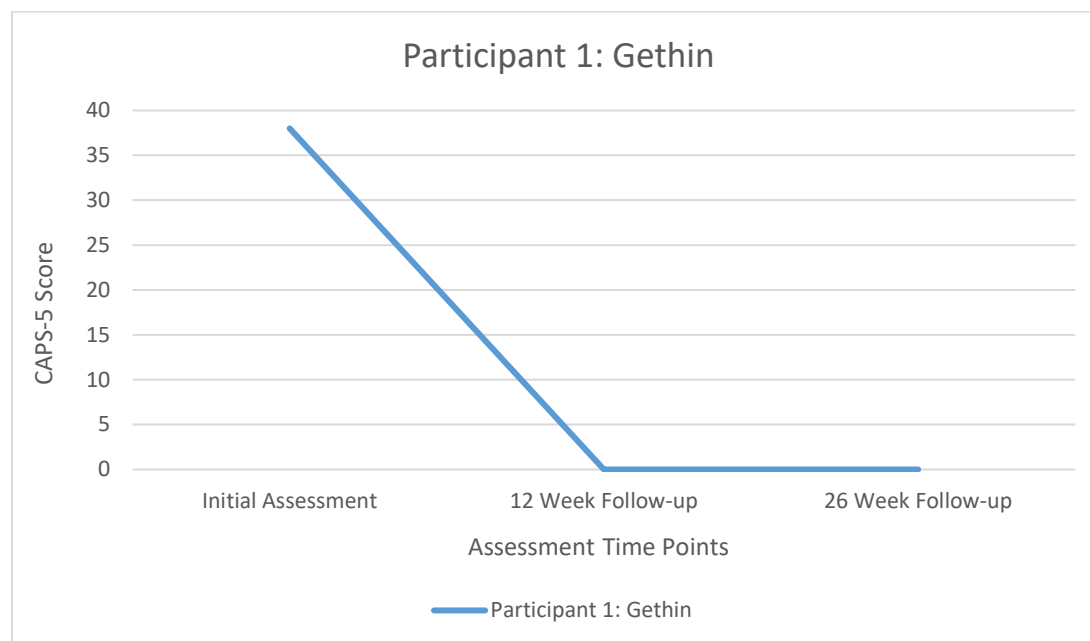 Participant 1: Gethin
40
35
30
25
20
15
10
5
0
CAPS-5 Score
Initial Assessment
12 Week Follow-up
26 Week Follow-up
Assessment Time Points
Participant 1: Gethin